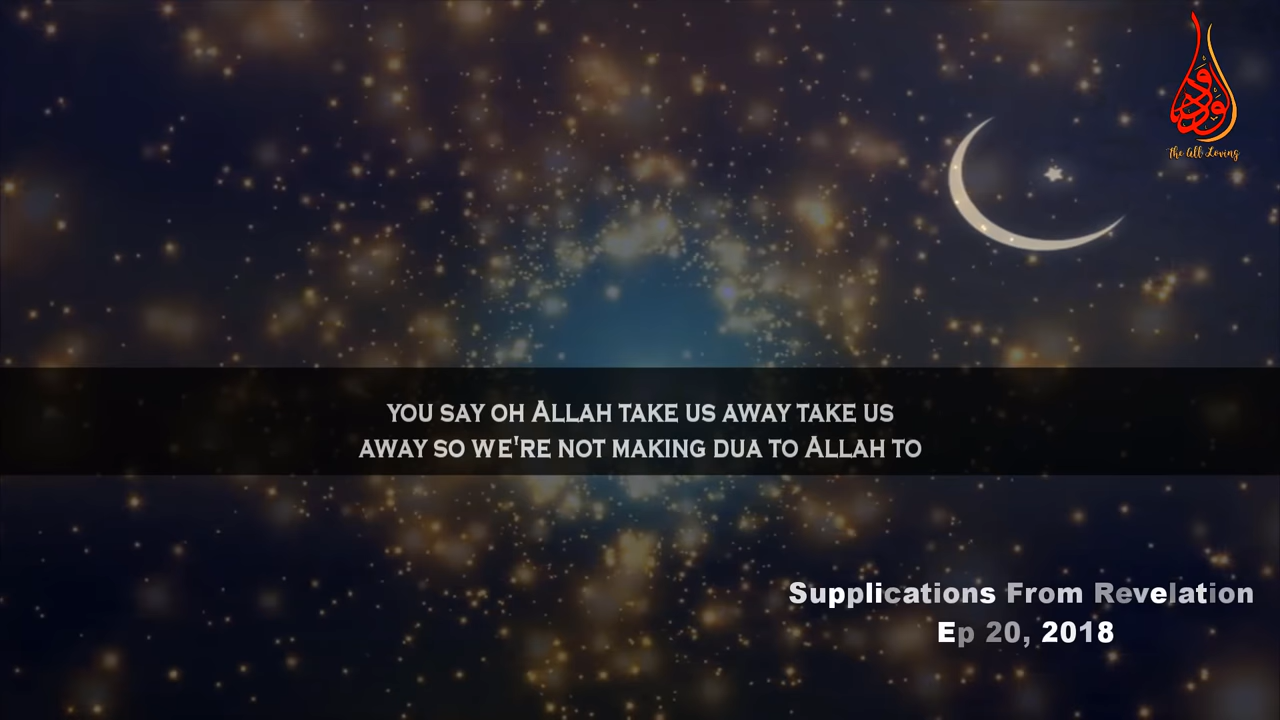 الودود
The All Loving
YOU SAY OH ALLAH TAKE US AWAY TAKE US
AWAY SO WE'RE NOT MAKING DUA TO ALLAH TO
Supplications From Revelation
Ep 20, 2018